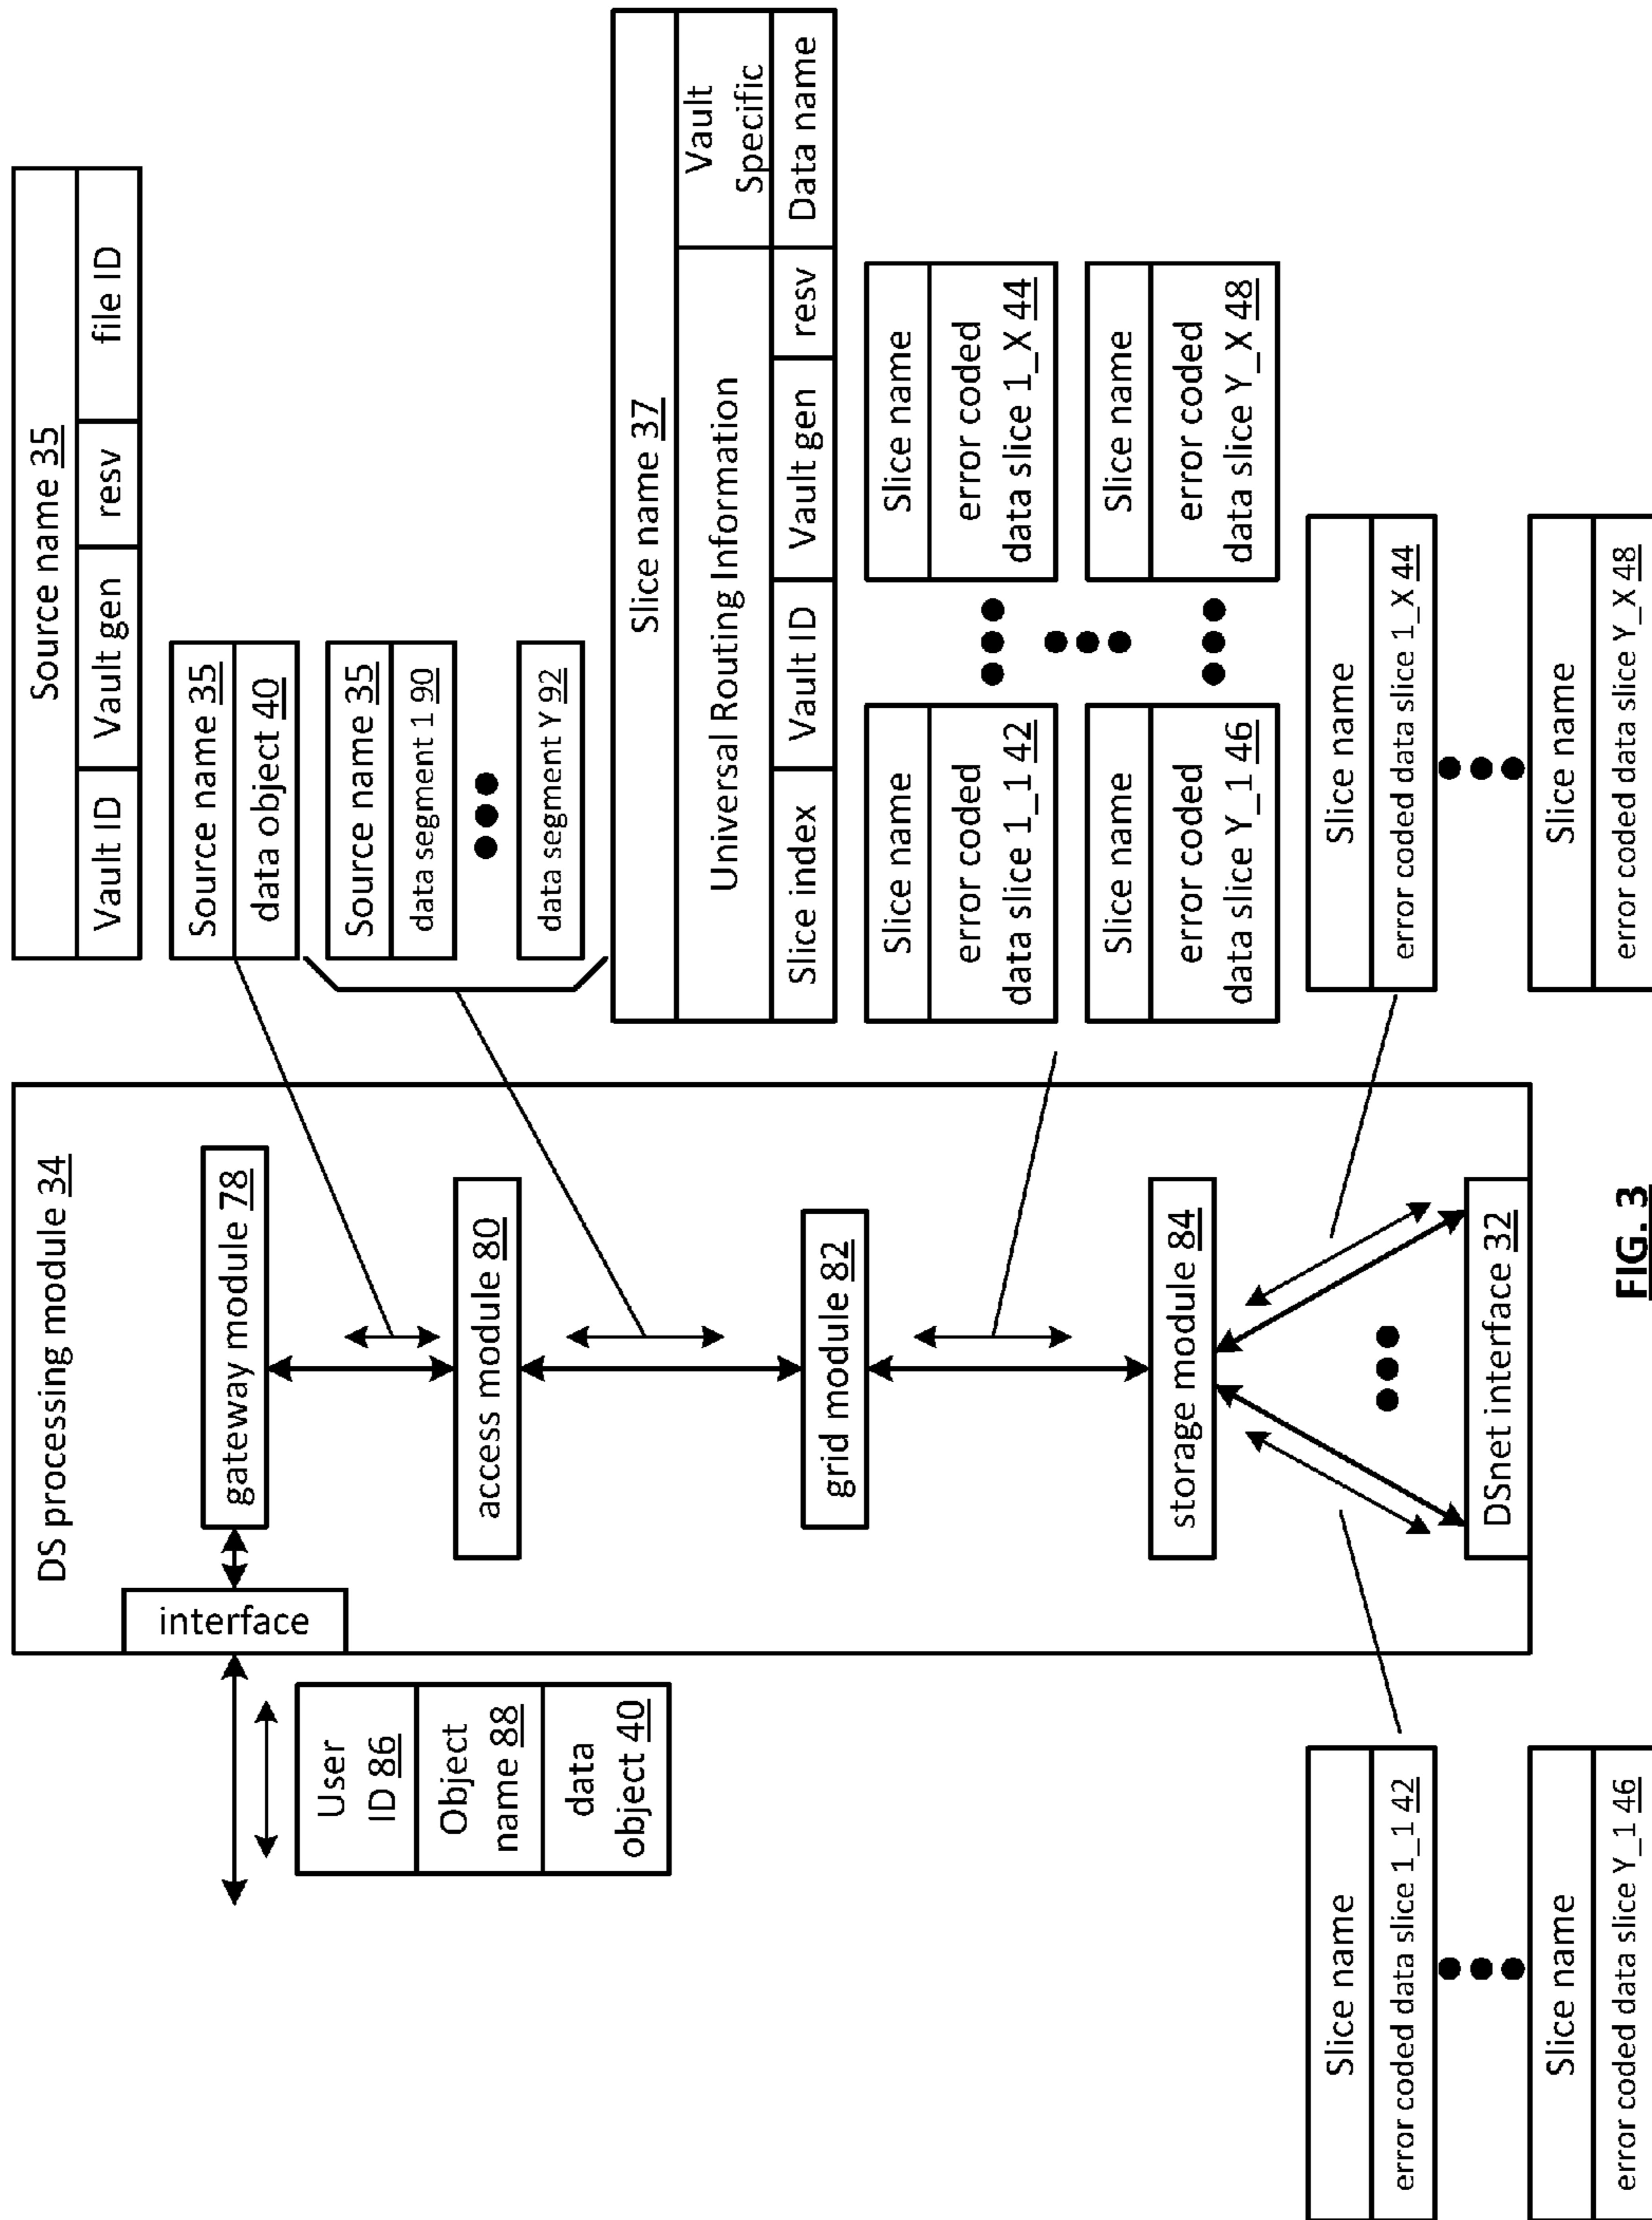 DS processing module 34
interface
gateway module 78
access module 80
grid module 82
storage module 84
DSnet interface 32
User
ID 86
Object
name 88
data
object 40
Source name 35
Vault ID
Vault gen
resv
file ID
Source name 35
data object 40
Source name 35
data segment 1 90
data segment Y 92
Slice name 37
Universal Routing Information
Vault
Specific
Slice index
Vault ID
Vault gen
resv
Data name
Slice name
error coded
data slice 1_1 42
Slice name
error coded
data slice 1_X 44
Slice name
error coded
data slice Y_1 46
Slice name
error coded
data slice Y_X 48
Slice name
error coded data slice 1_1 42
Slice name
error coded data slice Y_1 46
Slice name
error coded data slice 1_X 44
Slice name
error coded data slice Y_X 48
FIG. 3